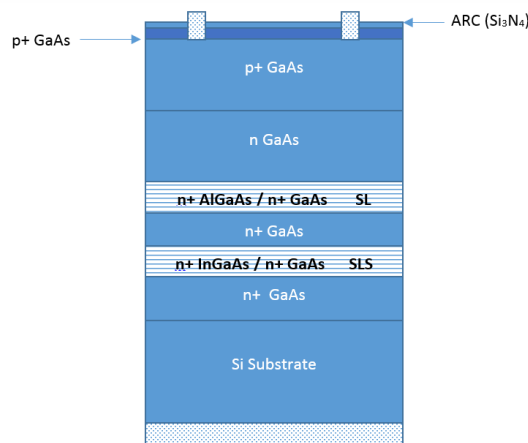 ARC (Si₃N₄)
p+ GaAs
p+ GaAs
n GaAs
n+ AlGaAs / n+ GaAs SL
n+ GaAs
n+ InGaAs / n+ GaAs SLS
n+ GaAs
Si Substrate